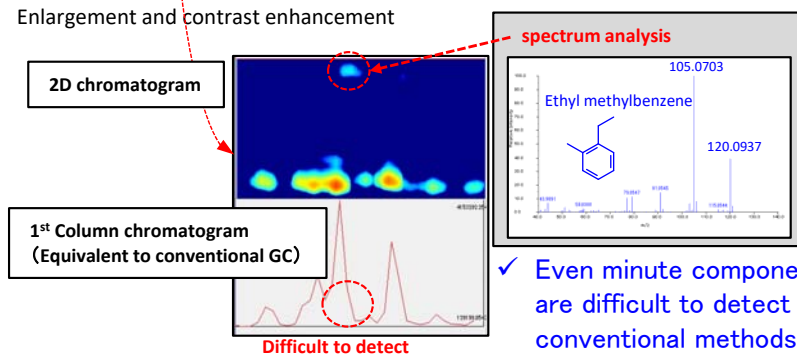 Enlargement and contrast enhancement
spectrum analysis
2D chromatogram
105.0703
Ethyl methylbenzene
120.0937
1st Column chromatogram
(Equivalent to conventional GC)
Difficult to detect
✓ Even minute compone
are difficult to detect
conventional methods